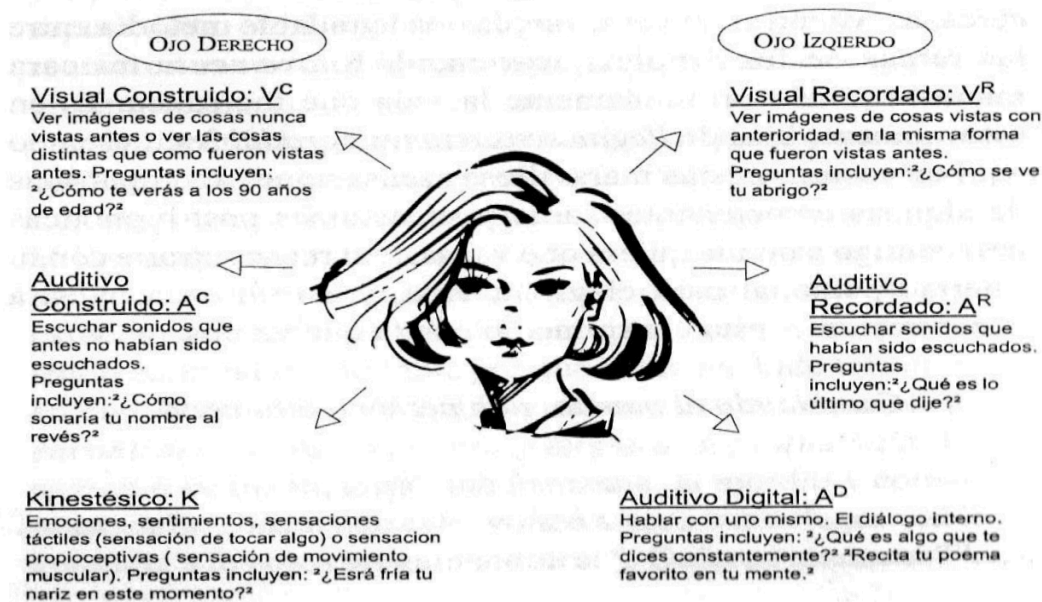 OJO DERECHO
OJO IZQIERDO
Visual Construido: Vᶜ
Ver imágenes de cosas nunca
vistas antes o ver las cosas
distintas que como fueron vistas
antes. Preguntas incluyen:
²¿Cómo te verás a los 90 años
de edad?²
Visual Recordado: Vᴿ
Ver imágenes de cosas vistas con
anterioridad, en la misma forma
que fueron vistas antes.
Preguntas incluyen:²¿Cómo se ve
tu abrigo?²
Auditivo
Construido: Aᶜ
Escuchar sonidos que
antes no habían sido
escuchados.
Preguntas
incluyen:²¿Cómo
sonaría tu nombre al
revés?²
Auditivo
Recordado: Aᴿ
Escuchar sonidos que
habían sido escuchados.
Preguntas
incluyen:²¿Qué es lo
último que dije?²
Kinestésico: K
Emociones, sentimientos, sensaciones
táctiles (sensación de tocar algo) o sensacion
propioceptivas ( sensación de movimiento
muscular). Preguntas incluyen: ²¿Esrá fría tu
nariz en este momento?²
Auditivo Digital: Aᴰ
Hablar con uno mismo. El diálogo interno.
Preguntas incluyen: ²¿Qué es algo que te
dices constantemente?² ²Recita tu poema
favorito en tu mente.²